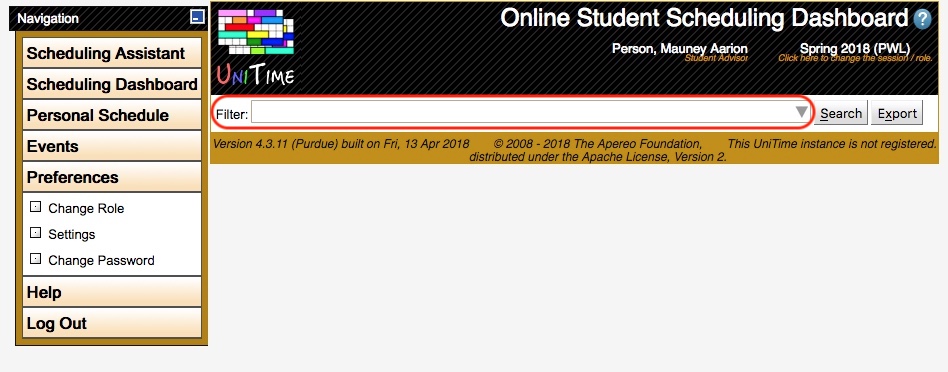 Navigation
Scheduling Assistant
Scheduling Dashboard
Personal Schedule
Events
Preferences
Change Role
Settings
Change Password
Help
Log Out
UNITIME
Online Student Scheduling Dashboard ?
Person, Mauney Aarion Spring 2018 (PWL)
Student Advisor Click here to change the session / role.
Filter: Search Export
Version 4.3.11 (Purdue) built on Fri, 13 Apr 2018 © 2008 - 2018 The Apereo Foundation, This UniTime instance is not registered.
distributed under the Apache License, Version 2.